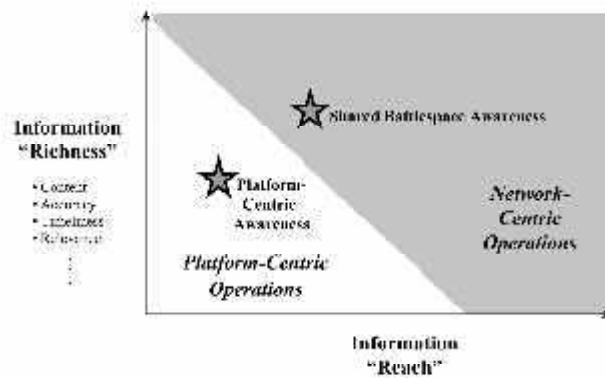 Information
"Richness"
• Content
• Accuracy
• Timeliness
• Relevance
Shared Battlespace Awareness
Platform-
Centric
Awareness
Network-
Centric
Operations
Platform-Centric
Operations
Information
"Reach"